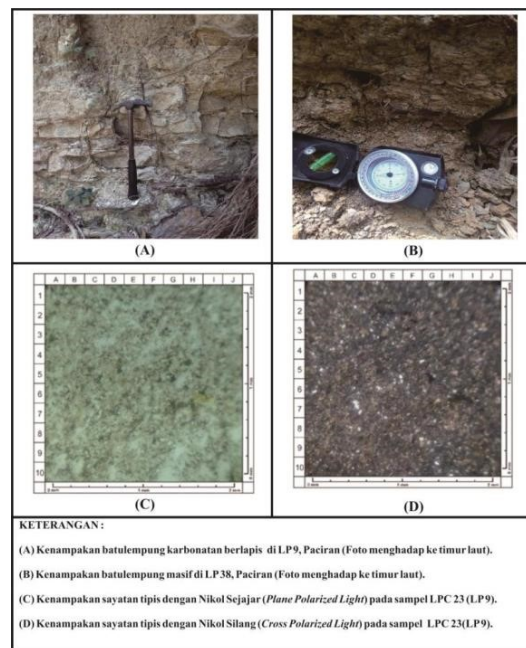 (A)
(B)
A B C D E F G H I J
1
2
3
4
5
6
7
8
9
10
(C)
A B C D E F G H I J
1
2
3
4
5
6
7
8
9
10
(D)
KETERANGAN :
(A) Kenampakan batulempung karbonatan berlapis di LP 9, Paciran (Foto menghadap ke timur laut).
(B) Kenampakan batulempung masif di LP 38, Paciran (Foto menghadap ke timur laut).
(C) Kenampakan sayatan tipis dengan Nikol Sejajar (Plane Polarized Light) pada sampel LPC 23 (LP 9).
(D) Kenampakan sayatan tipis dengan Nikol Silang (Cross Polarized Light) pada sampel LPC 23(LP 9).